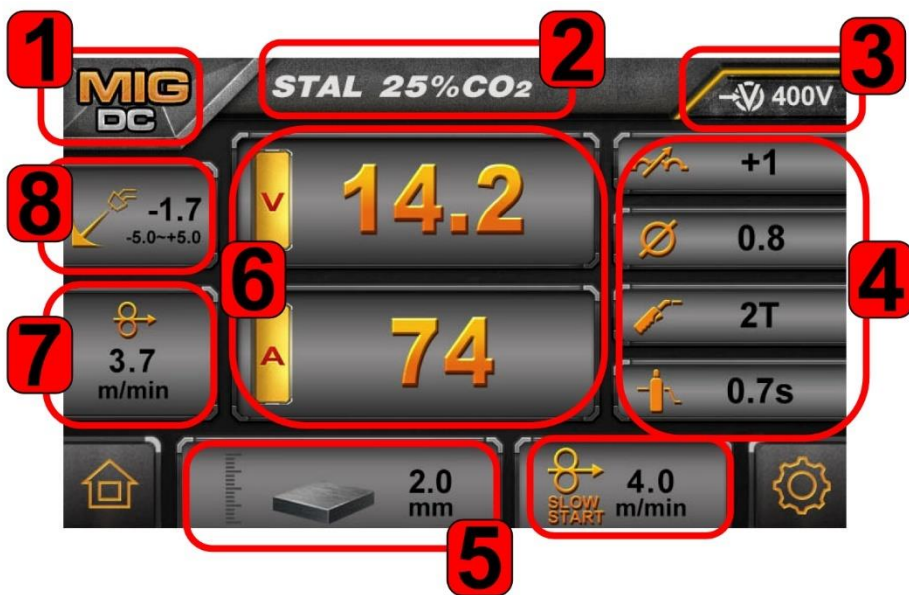 1
MIG
DC
2
STAL 25%CO2
3
400V
8
-1.7
-5.0~+5.0
6
V
14.2
A
74
4
+1
0.8
2T
0.7s
7
3.7
m/min
5
2.0
mm
SLOW
START
4.0
m/min